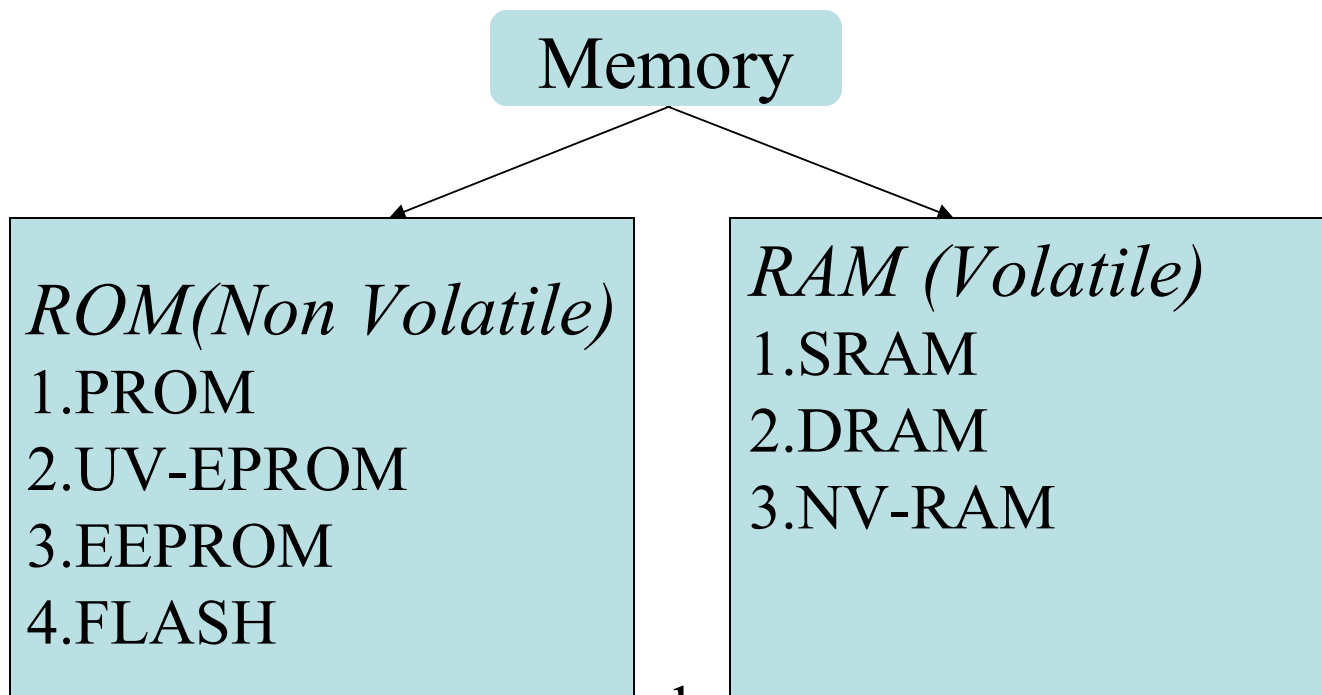 Memory
ROM(Non Volatile)
1.PROM
2.UV-EPROM
3.EEPROM
4.FLASH
RAM (Volatile)
1.SRAM
2.DRAM
3.NV-RAM